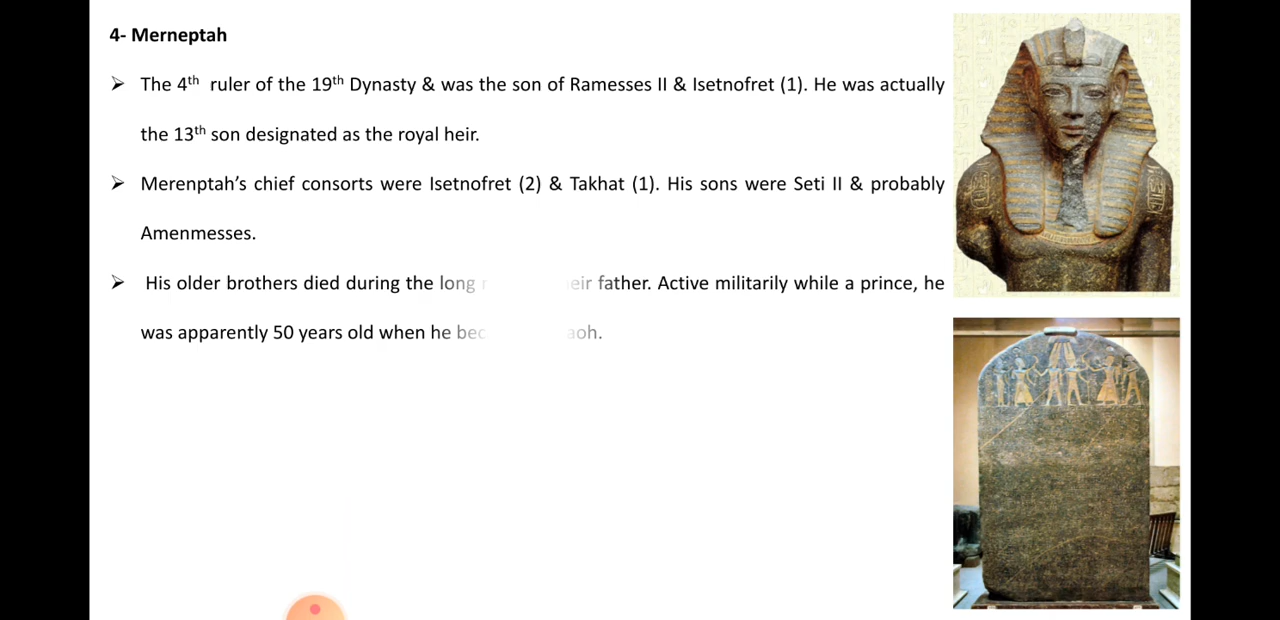 4- Merneptah
➢ The 4th ruler of the 19th Dynasty & was the son of Ramesses II & Isetnofret (1). He was actually
the 13th son designated as the royal heir.
➢ Merenptah’s chief consorts were Isetnofret (2) & Takhat (1). His sons were Seti II & probably
Amenmesses.
➢ His older brothers died during the long father. Active militarily while a prince, he
was apparently 50 years old when he